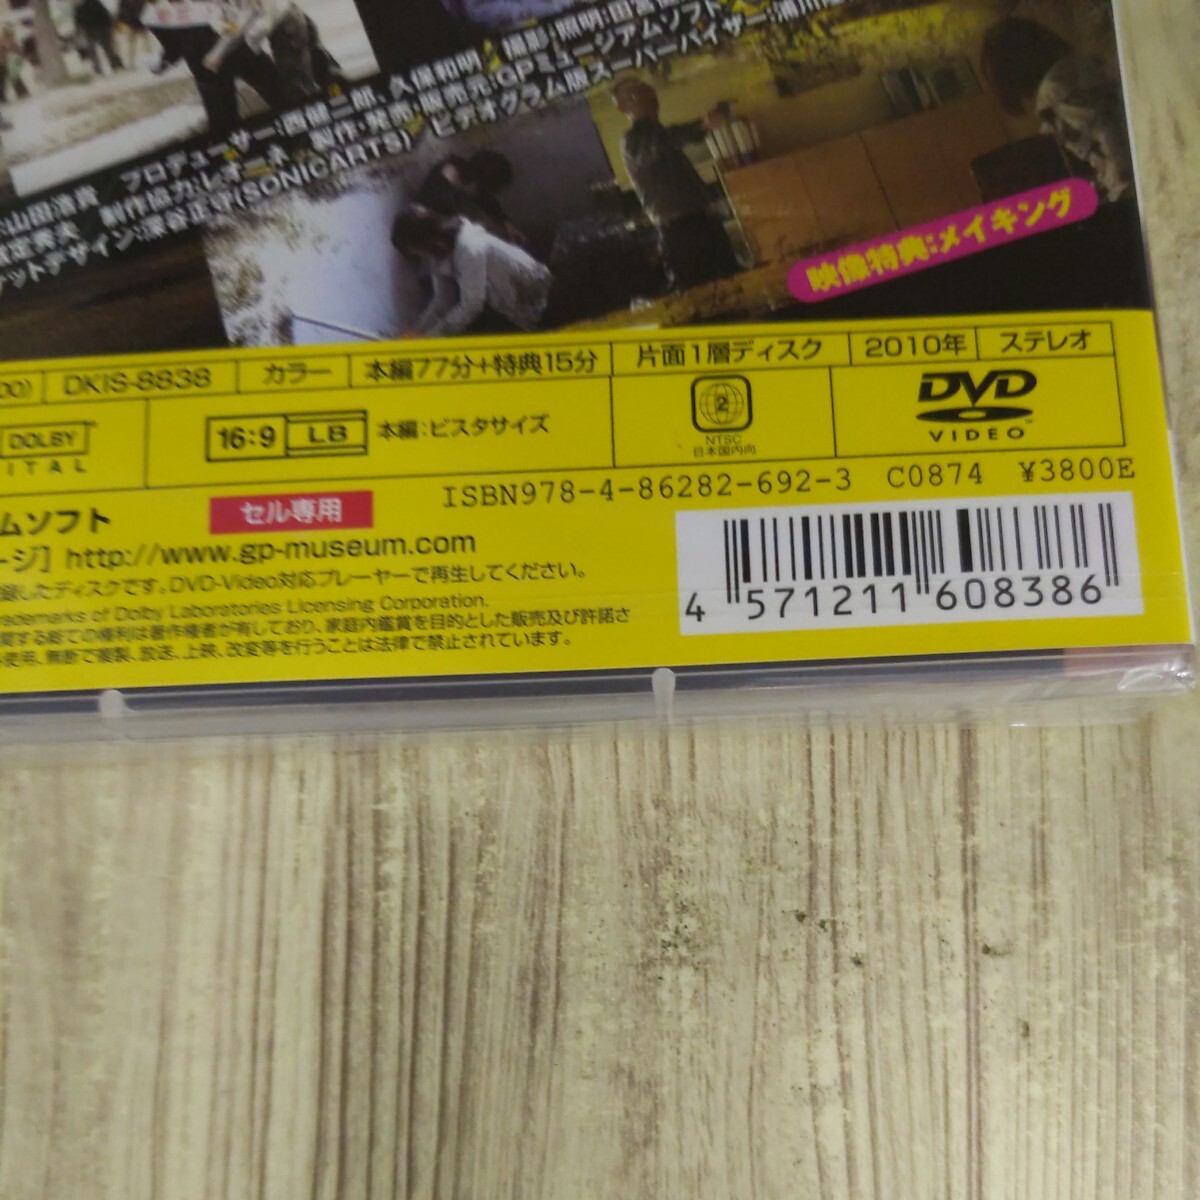 撮影:照明:田宮
プロデューサー:西健二郎、久保和明
山田浩貴
制作協力:レオーネ 製作・発売・販売元:GPミュージアムソフト
デザイン:深谷正守(SONICARTS) ビデオグラム版スーパーバイザー:浦川
映像特典:メイキング
00) DKIS-8838 カラー 本編77分+特典15分 片面1層ディスク 2010年 ステレオ
DOLBY
ITAL
16:9 LB 本編:ビスタサイズ
2
NTSC
日本国内向
DVD
VIDEO
ISBN978-4-86282-692-3 C0874 ¥3800E
ムソフト セル専用
ージ] http://www.gp-museum.com
録したディスクです。DVD-Video対応プレーヤーで再生してください。
rademarks of Dolby Laboratories Licensing Corporation.
関する総ての権利は著作権者が有しており、家庭内鑑賞を目的とした販売及び許諾さ
使用、無断で複製、放送、上映、改変等を行うことは法律で禁止されています。
4 571211 608386